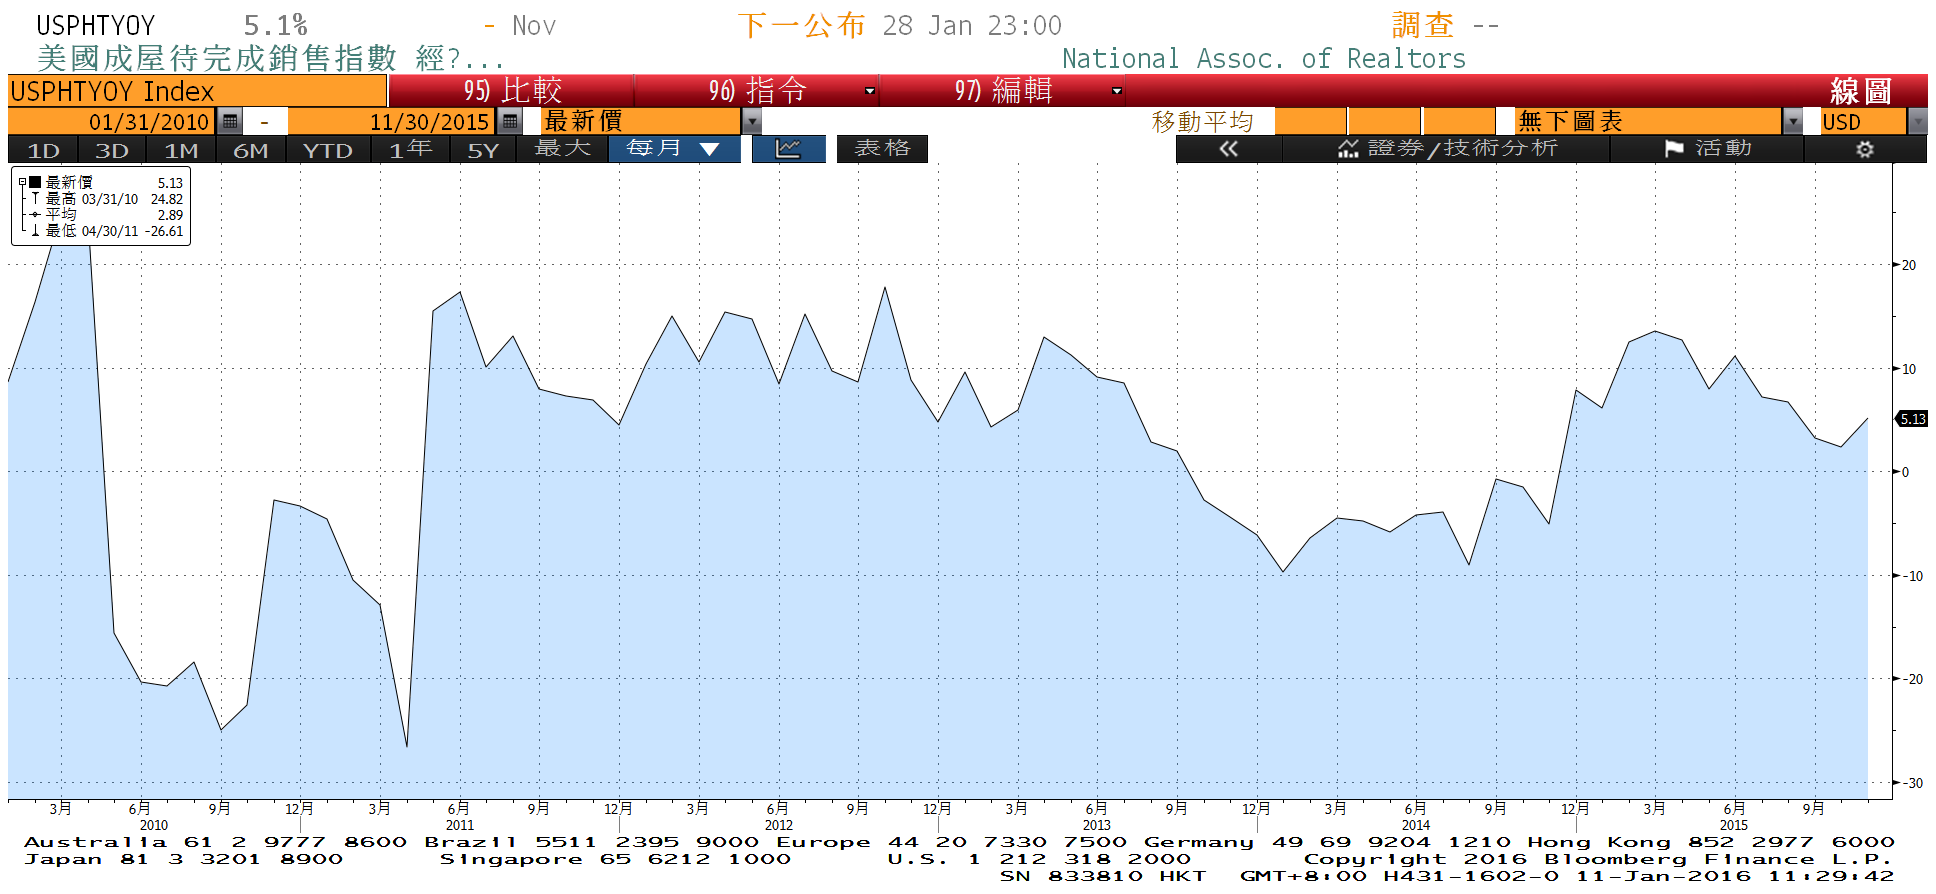 USPHTYOY 5.1% - Nov 下一公布 28 Jan 23:00 調查 --
美國成屋待完成銷售指數 經?... National Assoc. of Realtors
USPHTYOY Index 95) 比較 96) 指令 97) 編輯 線圖
01/31/2010 - 11/30/2015 最新價 移動平均 無下圖表 USD
1D 3D 1M 6M YTD 1年 5Y 最大 每月 表格 « 證券/技術分析 活動
最新價 5.13
最高 03/31/10 24.82
平均 2.89
最低 04/30/11 -26.61
20
10
5.13
0
-10
-20
-30
3月 6月 9月 12月 3月 6月 9月 12月 3月 6月 9月 12月 3月 6月 9月 12月 3月 6月 9月 12月 3月 6月 9月
2010 2011 2012 2013 2014 2015
Australia 61 2 9777 8600 Brazil 5511 2395 9000 Europe 44 20 7330 7500 Germany 49 69 9204 1210 Hong Kong 852 2977 6000
Japan 81 3 3201 8900 Singapore 65 6212 1000 U.S. 1 212 318 2000 Copyright 2016 Bloomberg Finance L.P.
SN 833810 HKT GMT+8:00 H431-1602-0 11-Jan-2016 11:29:42